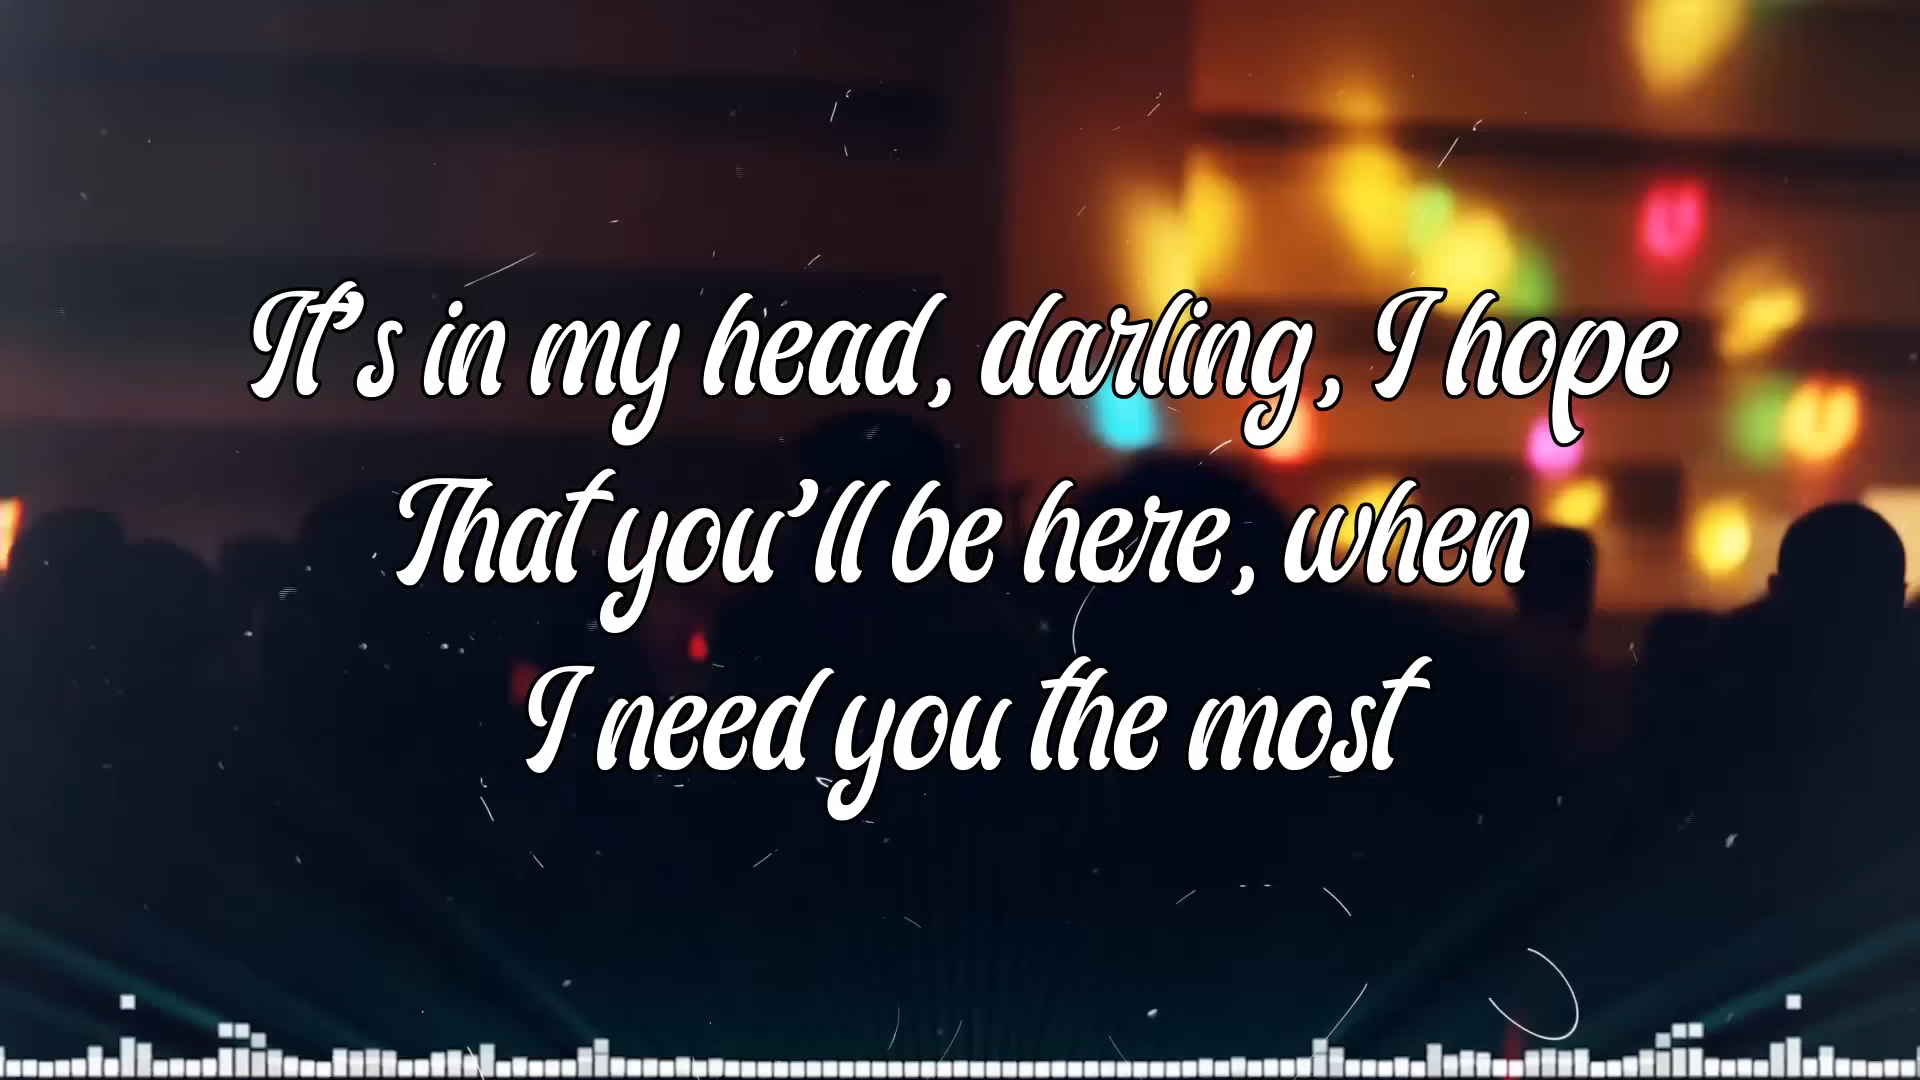 It's in my head, darling, I hope
That you'll be here, when
I need you the most